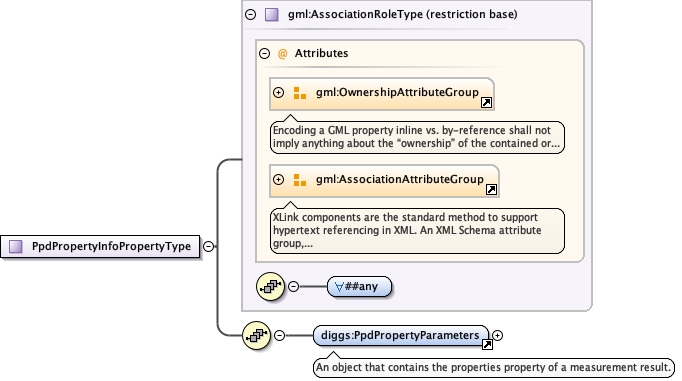 gml:AssociationRoleType (restriction base)
@ Attributes
gml:OwnershipAttributeGroup
Encoding a GML property inline vs. by-reference shall not
imply anything about the “ownership” of the contained or...
gml:AssociationAttributeGroup
XLink components are the standard method to support
hypertext referencing in XML. An XML Schema attribute
group,...
PpdPropertyInfoPropertyType
∀##any
diggs:PpdPropertyParameters
An object that contains the properties property of a measurement result.